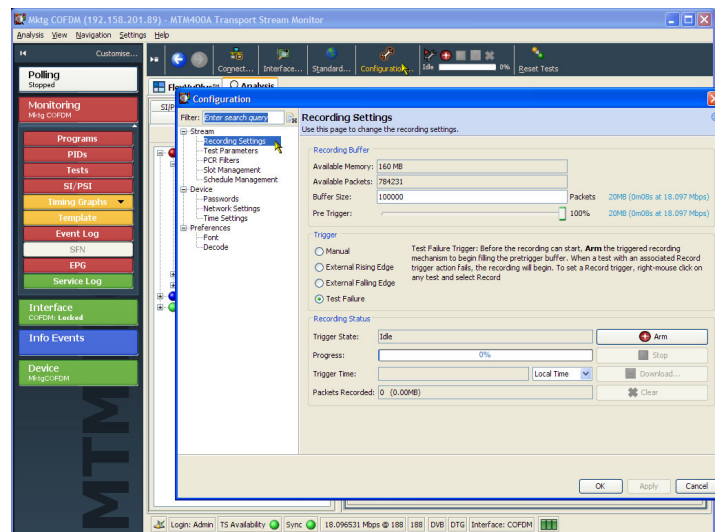 Mktg COFDM (192.158.201.89) - MTM400A Transport Stream Monitor
Analysis View Navigation Settings Help
Customise...
Connect... Interface... Standard... Configuration... Idle 0% Reset Tests
Polling
Stopped
Monitoring
Mktg COFDM
Programs
PIDs
Tests
SI/PSI
Timing Graphs
Template
Event Log
SFN
EPG
Service Log
Interface
COFDM: Locked
Info Events
Device
MktgCOFDM
MTM
Analysis
Configuration
Filter: Enter search query
Stream
Recording Settings
Test Parameters
PCR Filters
Slot Management
Schedule Management
Device
Passwords
Network Settings
Time Settings
Preferences
Font
Decode
Recording Settings
Use this page to change the recording settings.
Recording Buffer
Available Memory: 160 MB
Available Packets: 784231
Buffer Size: 100000 Packets 20MB (0m08s at 18.097 Mbps)
Pre Trigger: 100% 20MB (0m08s at 18.097 Mbps)
Trigger
Manual
External Rising Edge
External Falling Edge
Test Failure
Test Failure Trigger: Before the recording can start, Arm the triggered recording
mechanism to begin filling the pretrigger buffer. When a test with an associated Record
trigger action fails, the recording will begin. To set a Record trigger, right-mouse click on
any test and select Record
Recording Status
Trigger State: Idle Arm
Progress: 0% Stop
Trigger Time: Local Time Download...
Packets Recorded: 0 (0.00MB) Clear
OK Apply Cancel
Login: Admin TS Availability Sync 18.096531 Mbps @ 188 188 DVB DTG Interface: COFDM